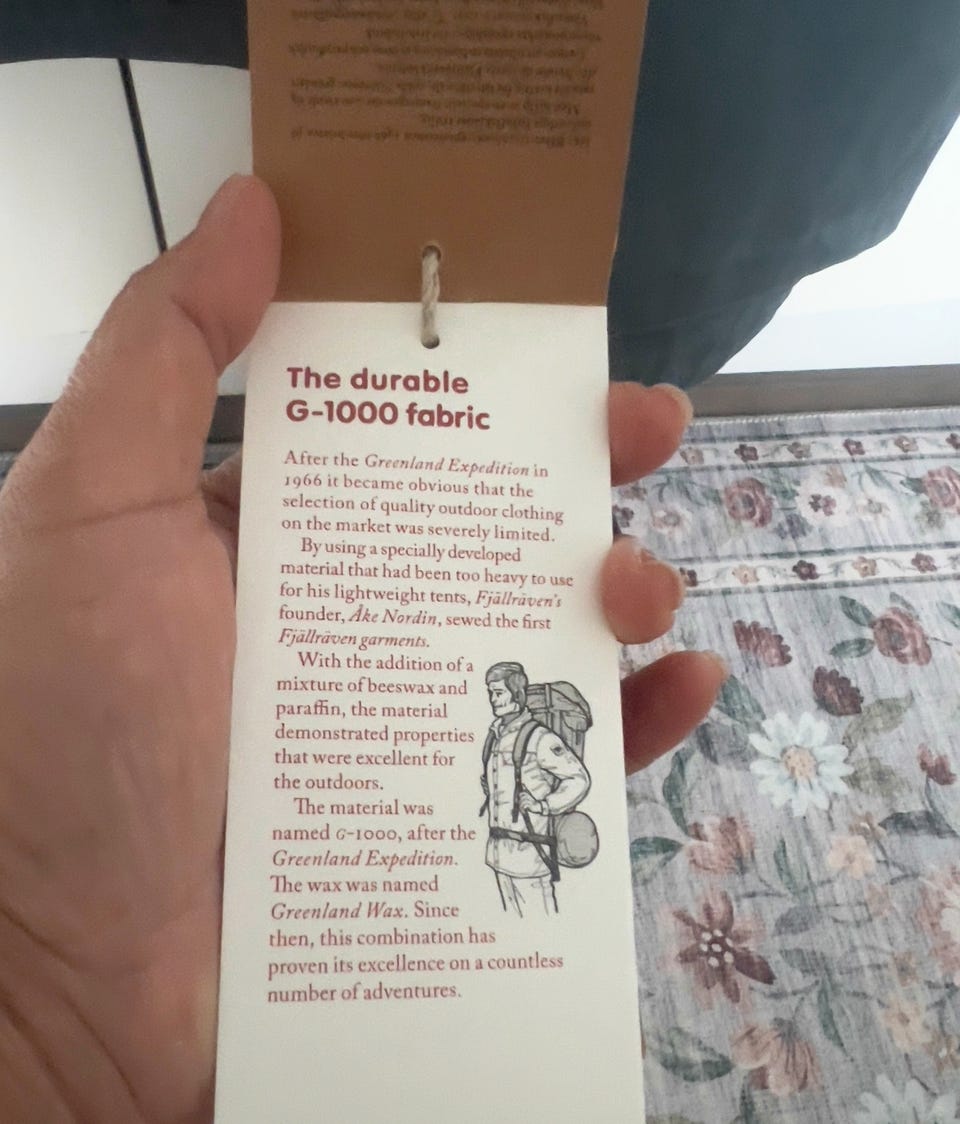 The durable
G-1000 fabric
After the Greenland Expedition in
1966 it became obvious that the
selection of quality outdoor clothing
on the market was severely limited.
By using a specially developed
material that had been too heavy to use
for his lightweight tents, Fjällräven's
founder, Åke Nordin, sewed the first
Fjällräven garments.
With the addition of a
mixture of beeswax and
paraffin, the material
demonstrated properties
that were excellent for
the outdoors.
The material was
named G-1000, after the
Greenland Expedition.
The wax was named
Greenland Wax. Since
then, this combination has
proven its excellence on a countless
number of adventures.